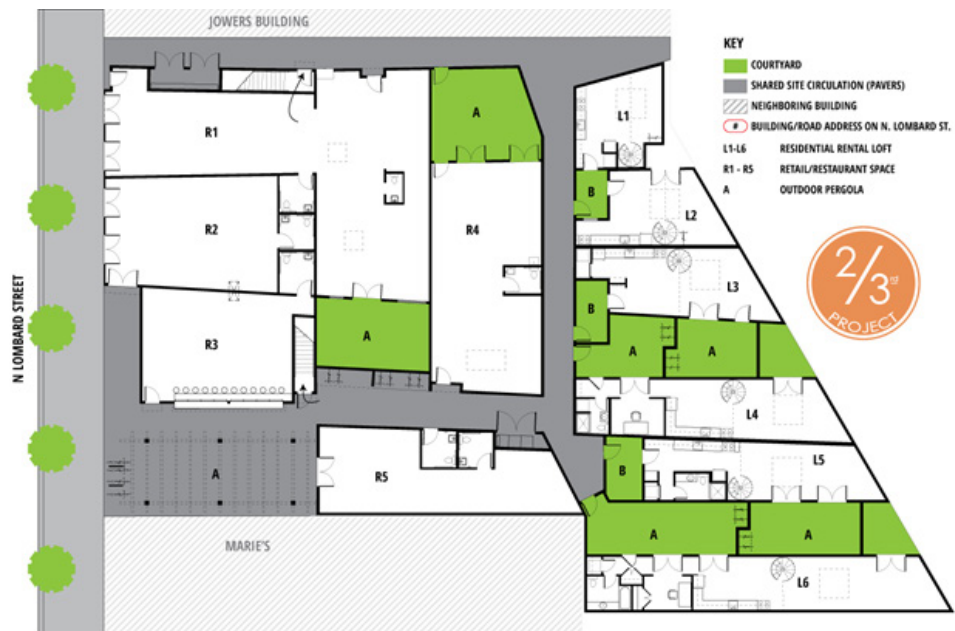 JOWERS BUILDING
N LOMBARD STREET
KEY
COURTYARD
SHARED SITE CIRCULATION (PAVERS)
NEIGHBORING BUILDING
# BUILDING/ROAD ADDRESS ON N. LOMBARD ST.
L1-L6 RESIDENTIAL RENTAL LOFT
R1 - R5 RETAIL/RESTAURANT SPACE
A OUTDOOR PERGOLA
2/3rd
PROJECT
R1
A
L1
B
L2
R2
R4
L3
B
R3
A
A
A
L4
A
R5
B
L5
A
A
L6
MARIE'S